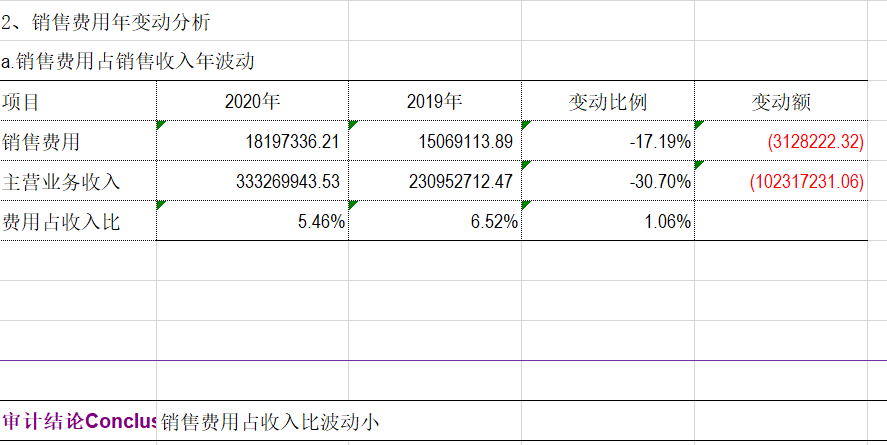 2、销售费用年变动分析
a.销售费用占销售收入年波动
项目 2020年 2019年 变动比例 变动额
销售费用 18197336.21 15069113.89 -17.19% (3128222.32)
主营业务收入 333269943.53 230952712.47 -30.70% (102317231.06)
费用占收入比 5.46% 6.52% 1.06%
审计结论Conclus 销售费用占收入比波动小